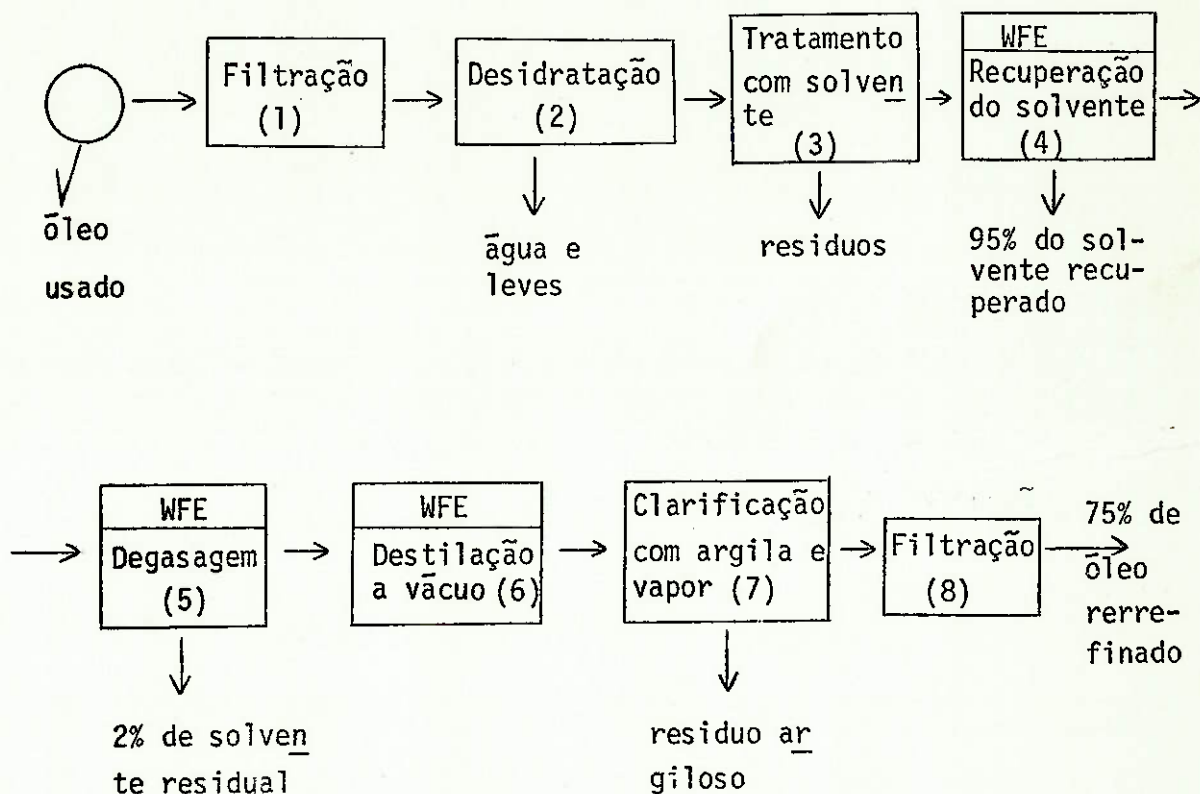 óleo
usado
Filtração
(1)
Desidratação
(2)
água e
leves
Tratamento
com solven
te
(3)
residuos
WFE
Recuperação
do solvente
(4)
95% do sol-
vente recu-
perado
WFE
Degasagem
(5)
2% de solven
te residual
WFE
Destilação
a vácuo (6)
Clarificação
com argila e
vapor (7)
residuo ar
giloso
Filtração
(8)
75% de
óleo
rerre-
finado